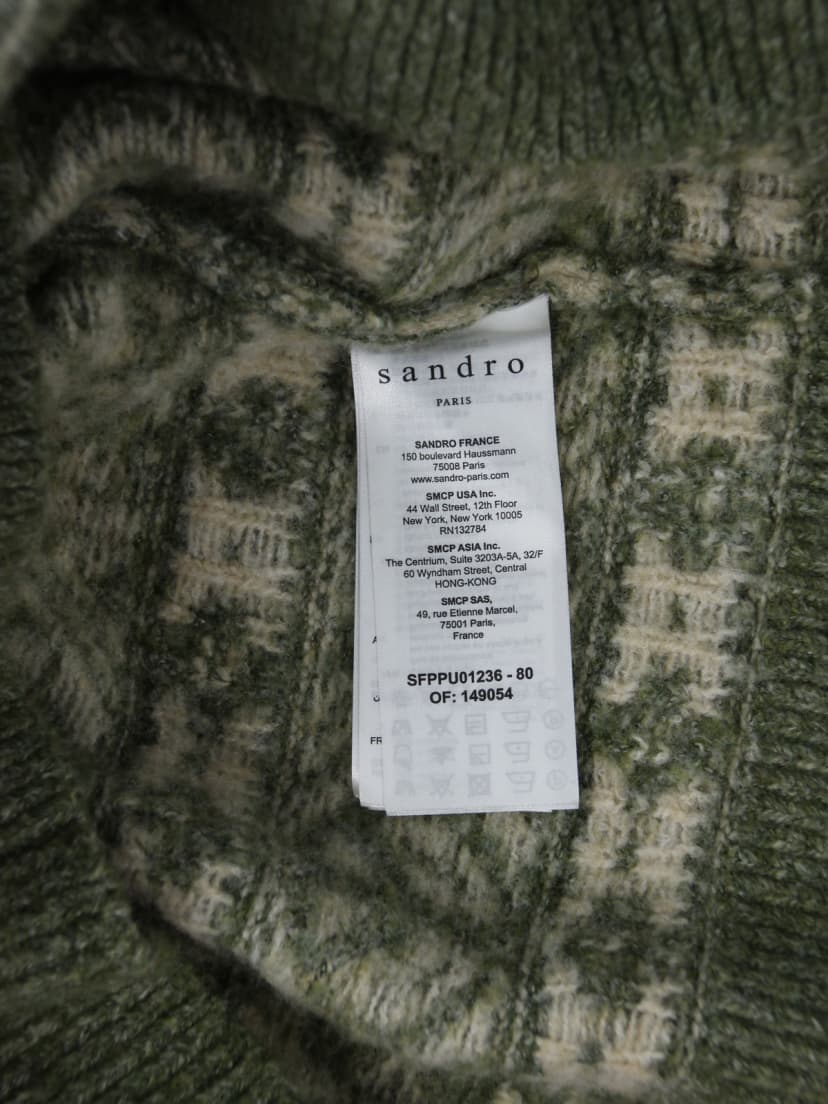 sandro
PARIS
SANDRO FRANCE
150 boulevard Haussmann
75008 Paris
www.sandro-paris.com
SMCP USA Inc.
44 Wall Street, 12th Floor
New York, New York 10005
RN132784
SMCP ASIA Inc.
The Centrium, Suite 3203A-5A, 32/F
60 Wyndham Street, Central
HONG-KONG
SMCP SAS,
49, rue Etienne Marcel,
75001 Paris,
France
SFPPU01236 - 80
OF: 149054
FR